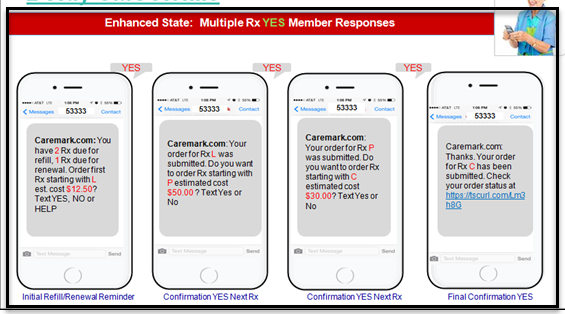 Enhanced State: Multiple Rx YES Member Responses
YES
YES
YES
AT&T LTE 1:08 PM
Messages 53333 Contact
Caremark.com: You
have 2 Rx due for
refill, 1 Rx due for
renewal. Order first
Rx starting with L
est. cost $12.50?
Text YES, NO or
HELP
Text Message Send
Initial Refill/Renewal Reminder
AT&T LTE 1:08 PM
Messages 53333 Contact
Caremark.com: Your
order for Rx L was
submitted. Do you want
to order Rx starting with
P estimated cost
$50.00 ? Text Yes or
No
Text Message Send
Confirmation YES Next Rx
AT&T LTE 1:08 PM
Messages 53333 Contact
Caremark.com:
Your order for Rx P
was submitted. Do
you want to order Rx
starting with C
estimated cost
$30.00? Text Yes or
No
Text Message Send
Confirmation YES Next Rx
AT&T LTE 1:08 PM
Messages 53333 Contact
Caremark.com:
Thanks. Your order
for Rx C has been
submitted. Check
your order status at
https://tscurl.com/Lm3
h8G
Text Message Send
Final Confirmation YES